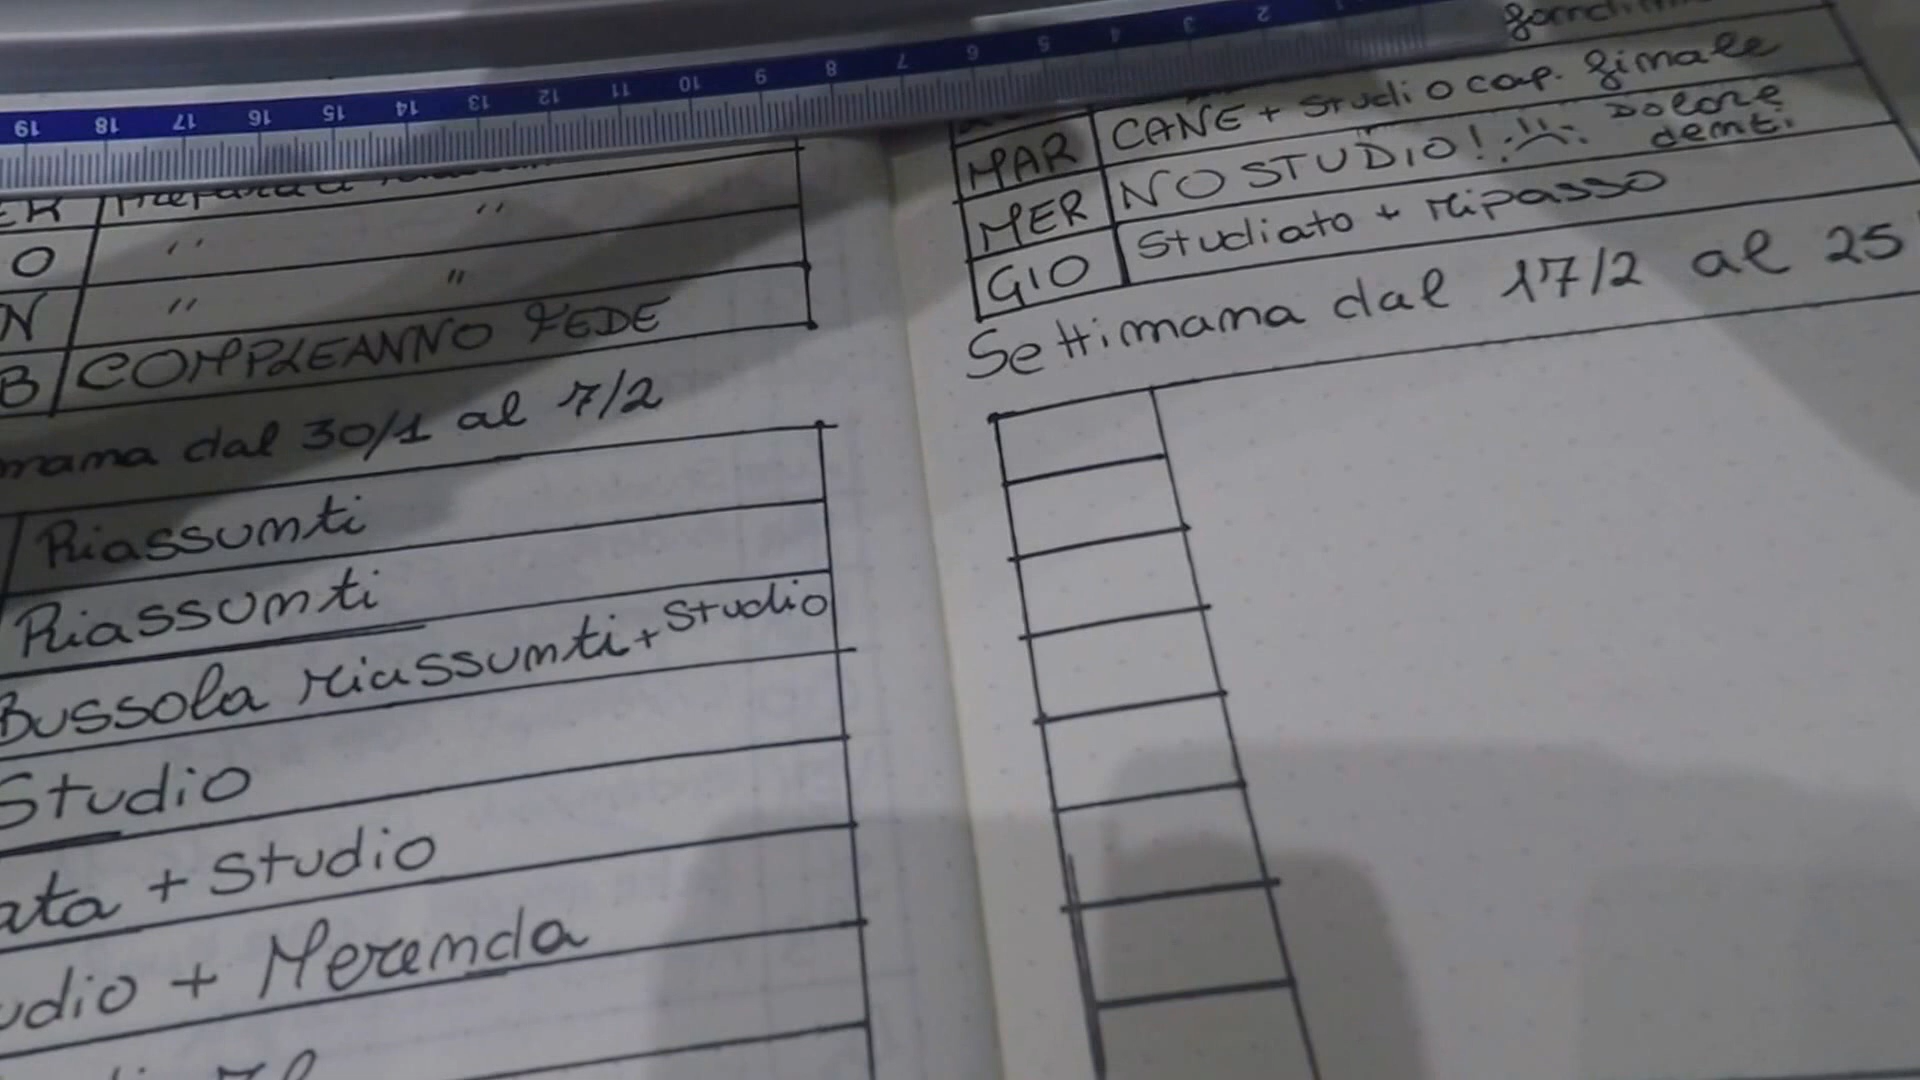 19 18 17 16 15 14 13 12 11 10 9 8 7 6 5 4 3 2 1
" "
O
" "
N
B COMPLEANNO FEDE
mana dal 30/1 al 7/2
Riassunti
Riassunti
Bussola riassunti + Studio
Studio
ata + Studio
udio + Merenda
MAR CANE + Studio cap. finale
MER NO STUDIO! :( Dolore denti
GIO Studiato + ripasso
Settimana dal 17/2 al 25